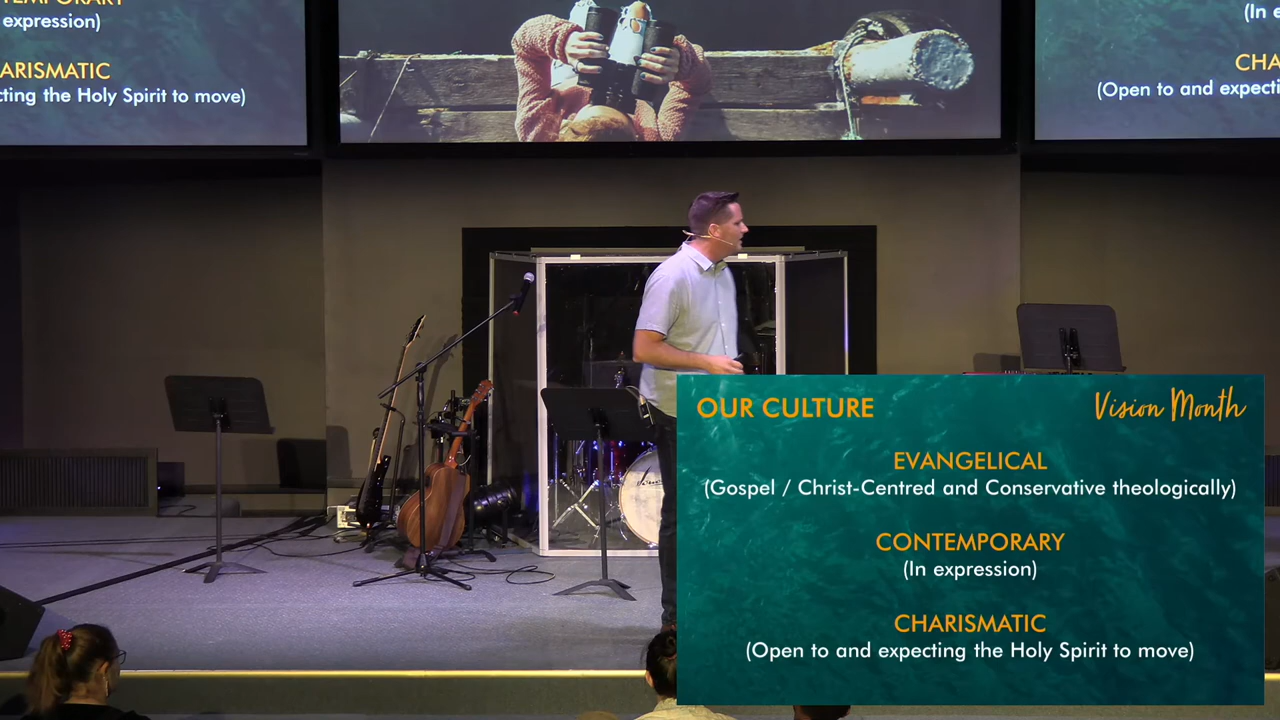 TEMPORARY
expression)
ARISMATIC
cting the Holy Spirit to move)
(In e
CHA
(Open to and expecti
OUR CULTURE
Vision Month
EVANGELICAL
(Gospel / Christ-Centred and Conservative theologically)
CONTEMPORARY
(In expression)
CHARISMATIC
(Open to and expecting the Holy Spirit to move)